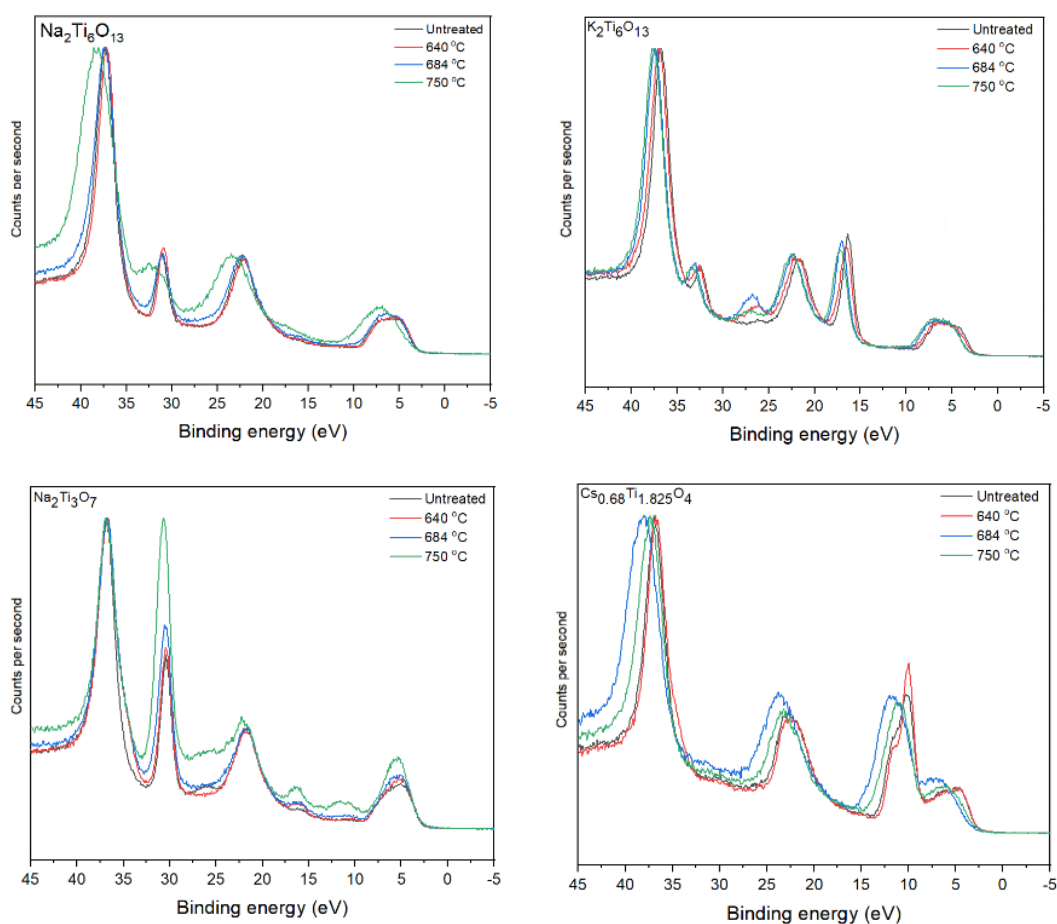 Na₂Ti₆O₁₃
Untreated
640 °C
684 °C
750 °C
Counts per second
45 40 35 30 25 20 15 10 5 0 -5
Binding energy (eV)
K₂Ti₆O₁₃
Untreated
640 °C
684 °C
750 °C
Counts per second
45 40 35 30 25 20 15 10 5 0 -5
Binding energy (eV)
Na₂Ti₃O₇
Untreated
640 °C
684 °C
750 °C
Counts per second
45 40 35 30 25 20 15 10 5 0 -5
Binding energy (eV)
Cs₀.₆₈Ti₁.₈₂₅O₄
Untreated
640 °C
684 °C
750 °C
Counts per second
45 40 35 30 25 20 15 10 5 0 -5
Binding energy (eV)